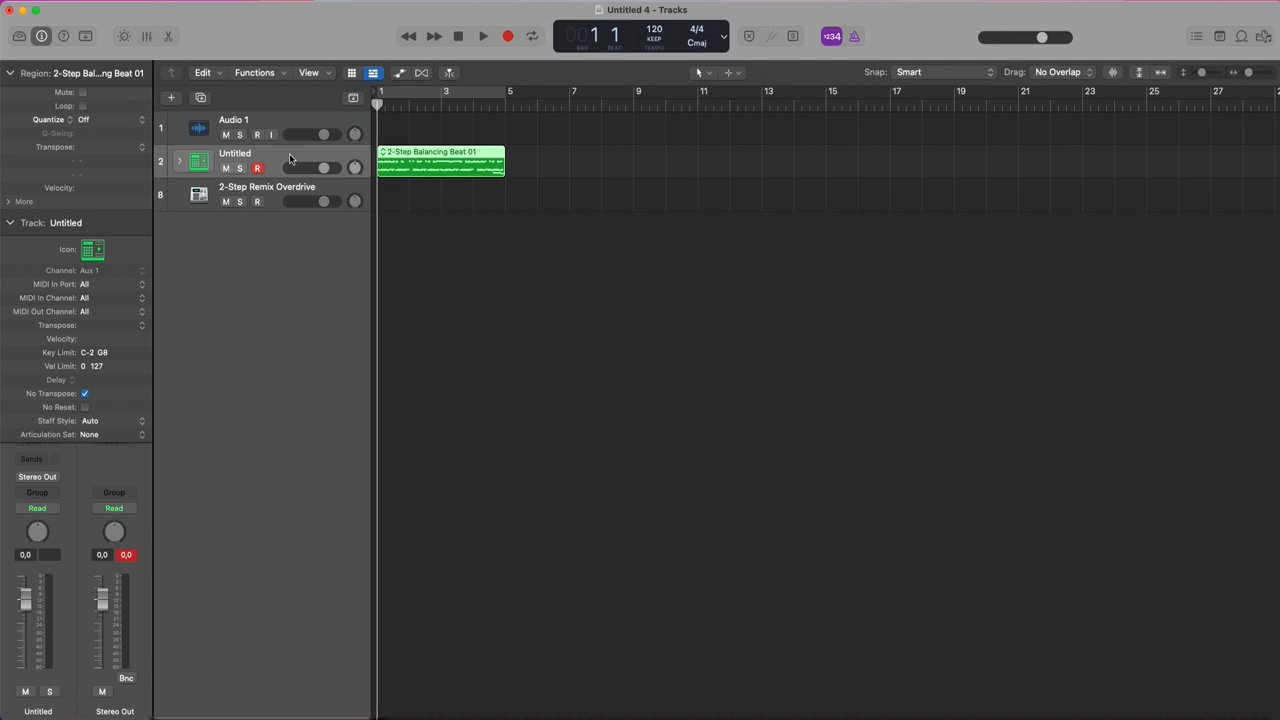 Untitled 4 - Tracks
00 1 1
BAR BEAT
120
KEEP
TEMPO
4/4
Cmaj
1234
Region: 2-Step Bal...ng Beat 01
Edit Functions View
Snap: Smart
Drag: No Overlap
Mute:
Loop:
Quantize Off
Q-Swing:
Transpose:
- -
- -
Velocity:
More
Track: Untitled
Icon:
Channel: Aux 1
MIDI In Port: All
MIDI In Channel: All
MIDI Out Channel: All
Transpose:
Velocity:
Key Limit: C-2 G8
Vel Limit: 0 127
Delay
No Transpose:
No Reset:
Staff Style: Auto
Articulation Set: None
Sends
Stereo Out
Group Group
Read Read
0,0 0,0 0,0
Bnc
M S M
Untitled Stereo Out
1 3 5 7 9 11 13 15 17 19 21 23 25 27
1 Audio 1
M S R I
2 Untitled
M S R
2-Step Balancing Beat 01
8 2-Step Remix Overdrive
M S R